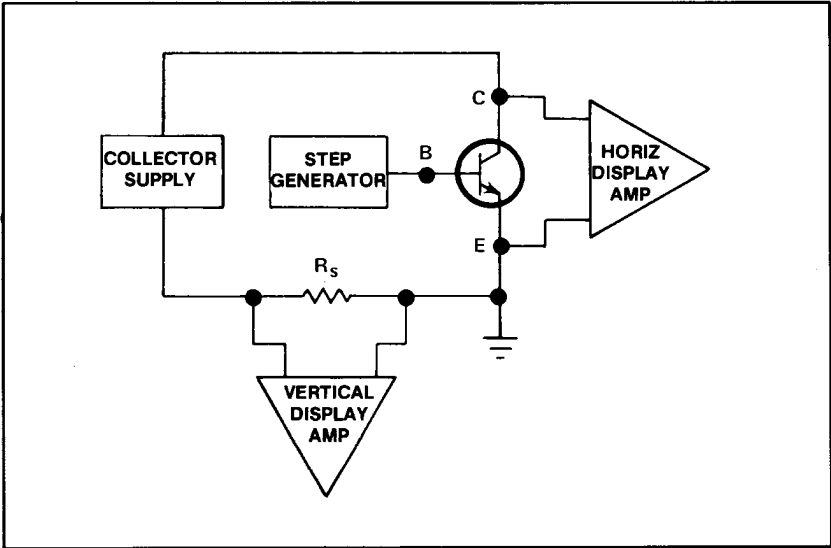 C
COLLECTOR
SUPPLY
STEP
GENERATOR
B
HORIZ
DISPLAY
AMP
E
Rs
VERTICAL
DISPLAY
AMP